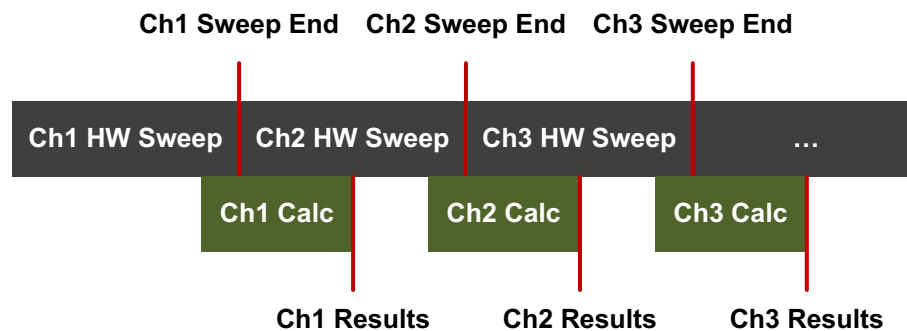 Ch1 Sweep End Ch2 Sweep End Ch3 Sweep End
Ch1 HW Sweep Ch2 HW Sweep Ch3 HW Sweep …
Ch1 Calc Ch2 Calc Ch3 Calc
Ch1 Results Ch2 Results Ch3 Results